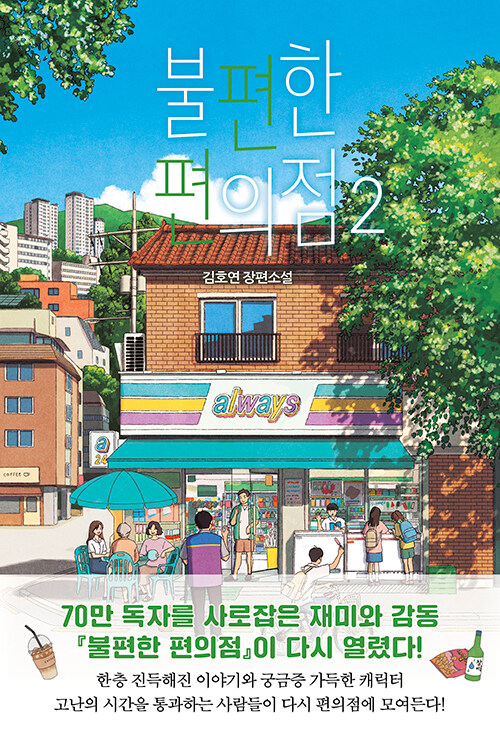 불편한
편의점2
김호연 장편소설
always
a
24
COFFEE
70만 독자를 사로잡은 재미와 감동
『불편한 편의점』이 다시 열렸다!
한층 진득해진 이야기와 궁금증 가득한 캐릭터
고난의 시간을 통과하는 사람들이 다시 편의점에 모여든다!